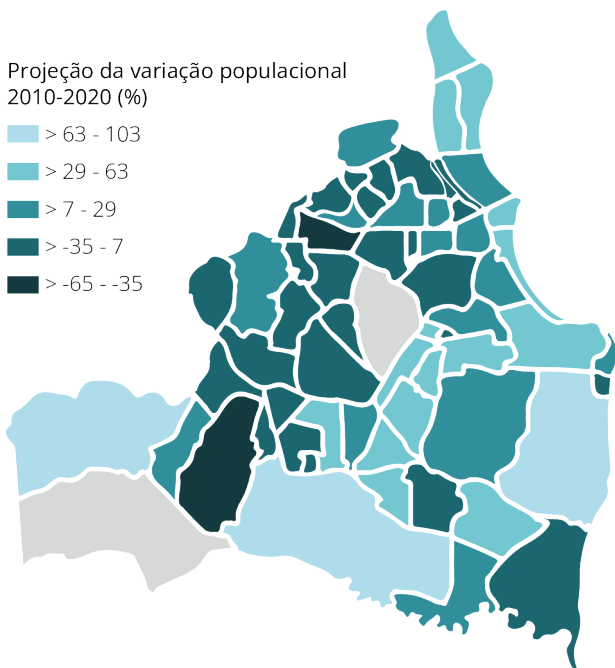 Projeção da variação populacional
2010-2020 (%)
> 63 - 103
> 29 - 63
> 7 - 29
> -35 - 7
> -65 - -35